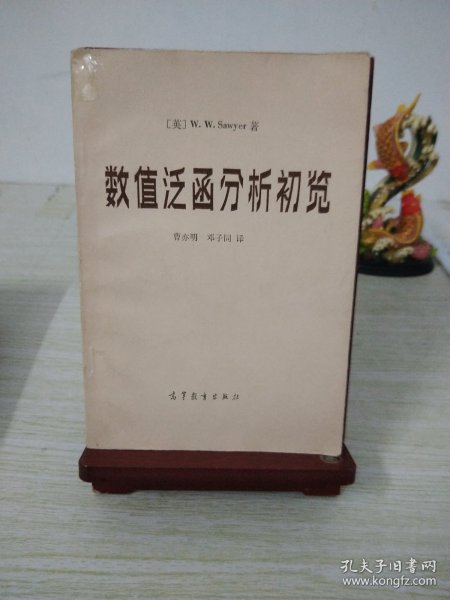 [英] W. W. Sawyer 著
数值泛函分析初览
曹亦明 邓子同 译
高等教育出版社
孔夫子旧书网
www.kongfz.com